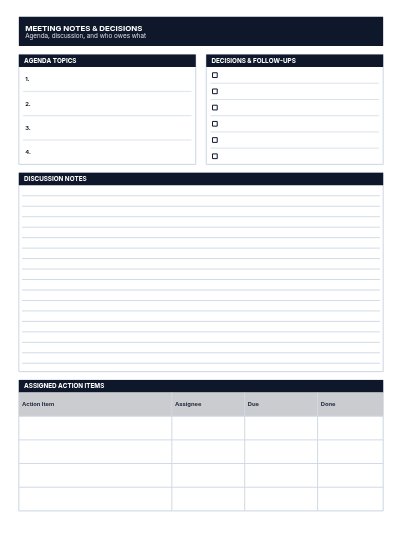 MEETING NOTES & DECISIONS
Agenda, discussion, and who owes what
AGENDA TOPICS
1.
2.
3.
4.
DECISIONS & FOLLOW-UPS
DISCUSSION NOTES
ASSIGNED ACTION ITEMS
Action Item Assignee Due Done